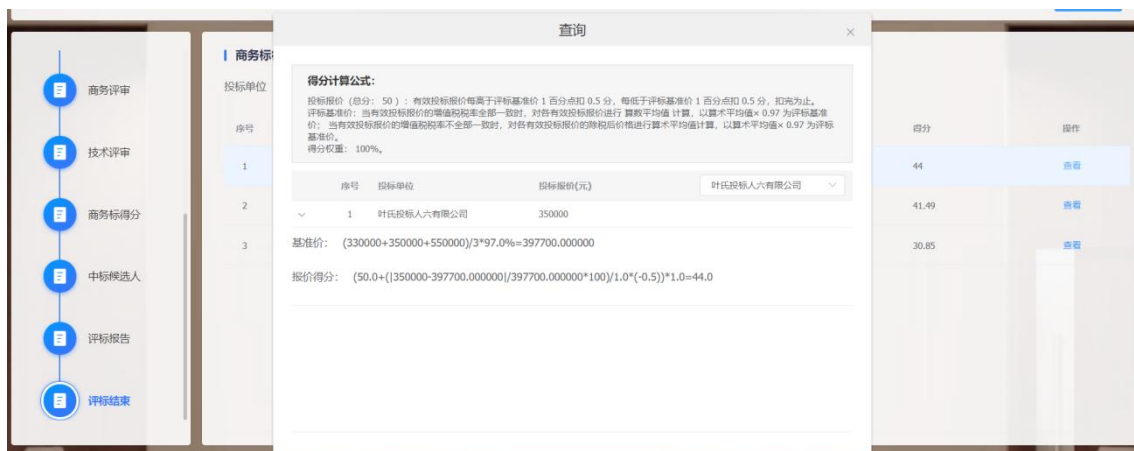 查询
商务评审
技术评审
商务标得分
中标候选人
评标报告
评标结束
商务标
投标单位
序号
得分
操作
1
44
查看
2
41.49
查看
3
30.85
查看
得分计算公式：
投标报价（总分： 50 ）：有效投标报价每高于评标基准价 1 百分点扣 0.5 分，每低于评标基准价 1 百分点扣 0.5 分，扣完为止。
评标基准价：当有效投标报价的增值税税率全部一致时，对各有效投标报价进行 算数平均值 计算，以算术平均值× 0.97 为评标基准
价； 当有效投标报价的增值税税率不全部一致时，对各有效投标报价的除税后价格进行算术平均值计算，以算术平均值× 0.97 为评标
基准价。
得分权重： 100%。
序号 投标单位 投标报价(元) 叶氏投标人六有限公司
1 叶氏投标人六有限公司 350000
基准价： (330000+350000+550000)/3*97.0%=397700.000000
报价得分： (50.0+(|350000-397700.000000|/397700.000000*100)/1.0*(-0.5))*1.0=44.0